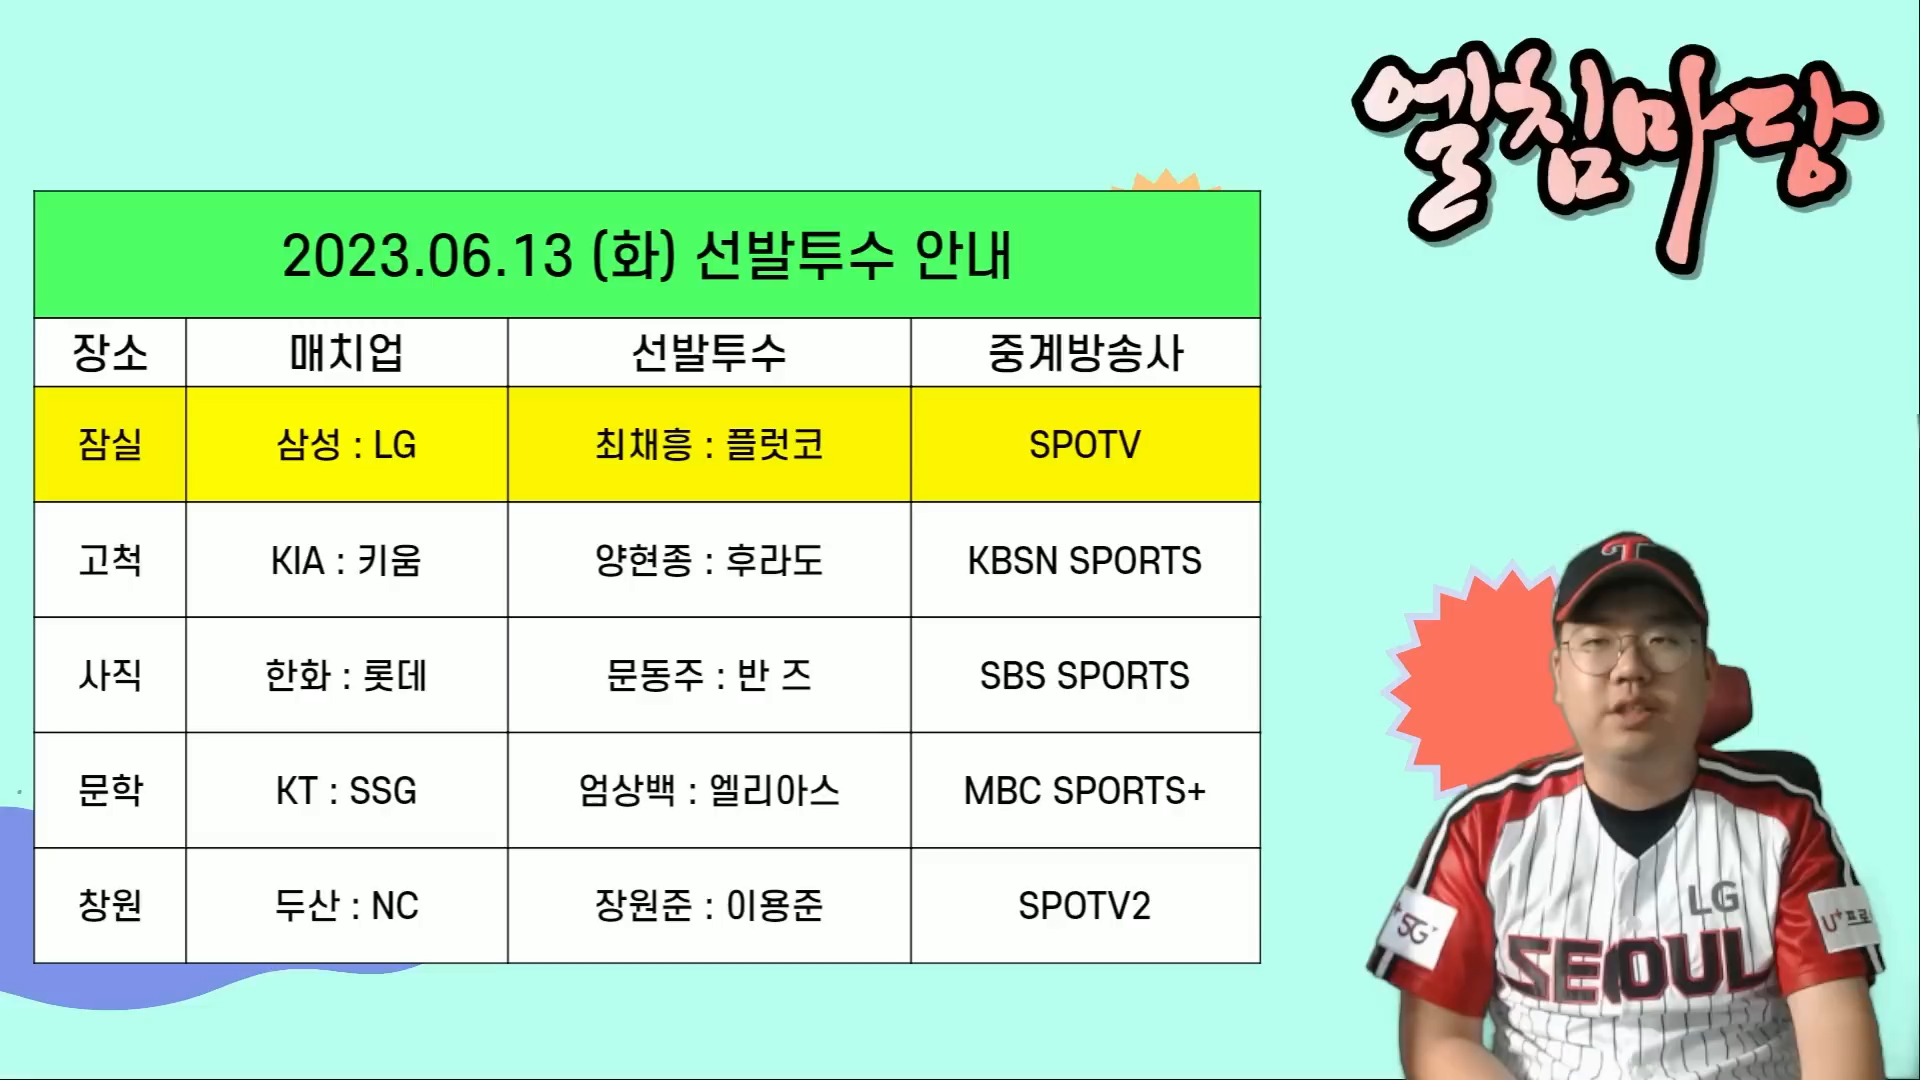 엘침마당
2023.06.13 (화) 선발투수 안내
장소 매치업 선발투수 중계방송사
잠실 삼성 : LG 최채흥 : 플럿코 SPOTV
고척 KIA : 키움 양현종 : 후라도 KBSN SPORTS
사직 한화 : 롯데 문동주 : 반 즈 SBS SPORTS
문학 KT : SSG 엄상백 : 엘리아스 MBC SPORTS+
창원 두산 : NC 장원준 : 이용준 SPOTV2
T
LG
SEOUL
5G
U+프로